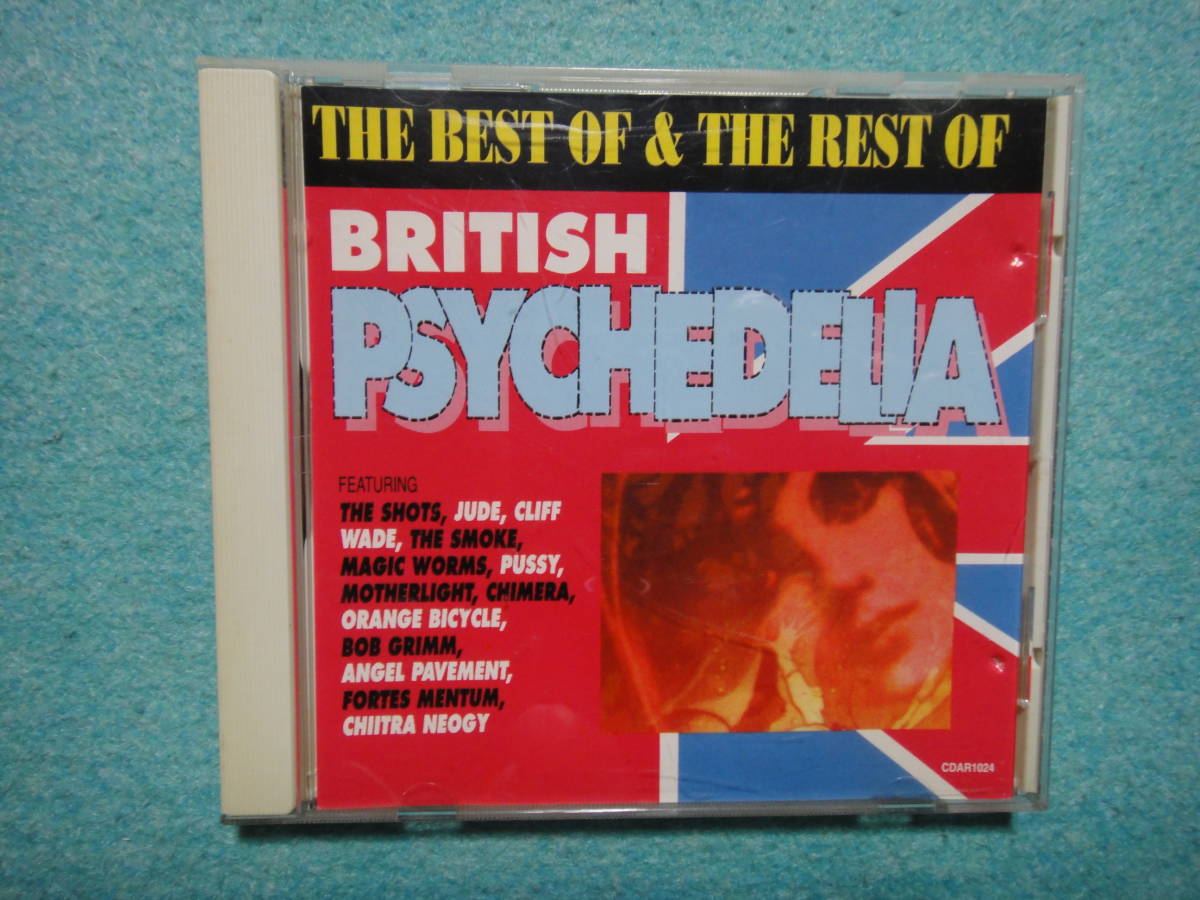 THE BEST OF & THE REST OF
BRITISH
PSYCHEDELIA
FEATURING
THE SHOTS, JUDE, CLIFF
WADE, THE SMOKE,
MAGIC WORMS, PUSSY,
MOTHERLIGHT, CHIMERA,
ORANGE BICYCLE,
BOB GRIMM,
ANGEL PAVEMENT,
FORTES MENTUM,
CHIITRA NEOGY
CDAR1024